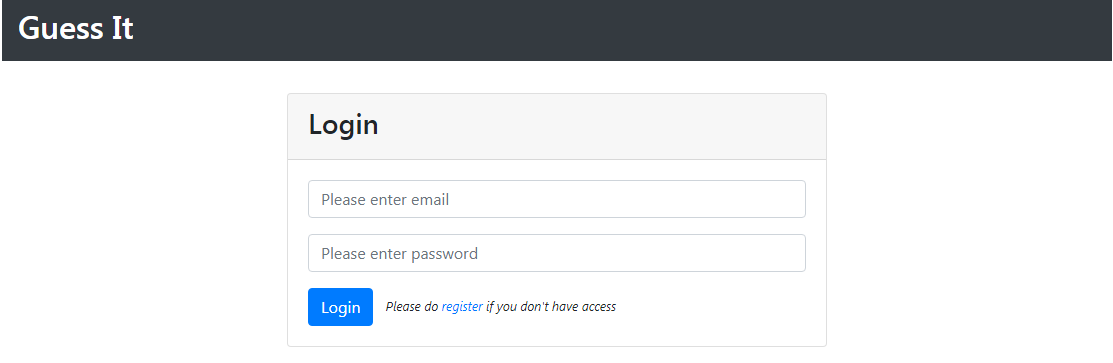 Guess It
Login
Please enter email
Please enter password
Login Please do register if you don't have access